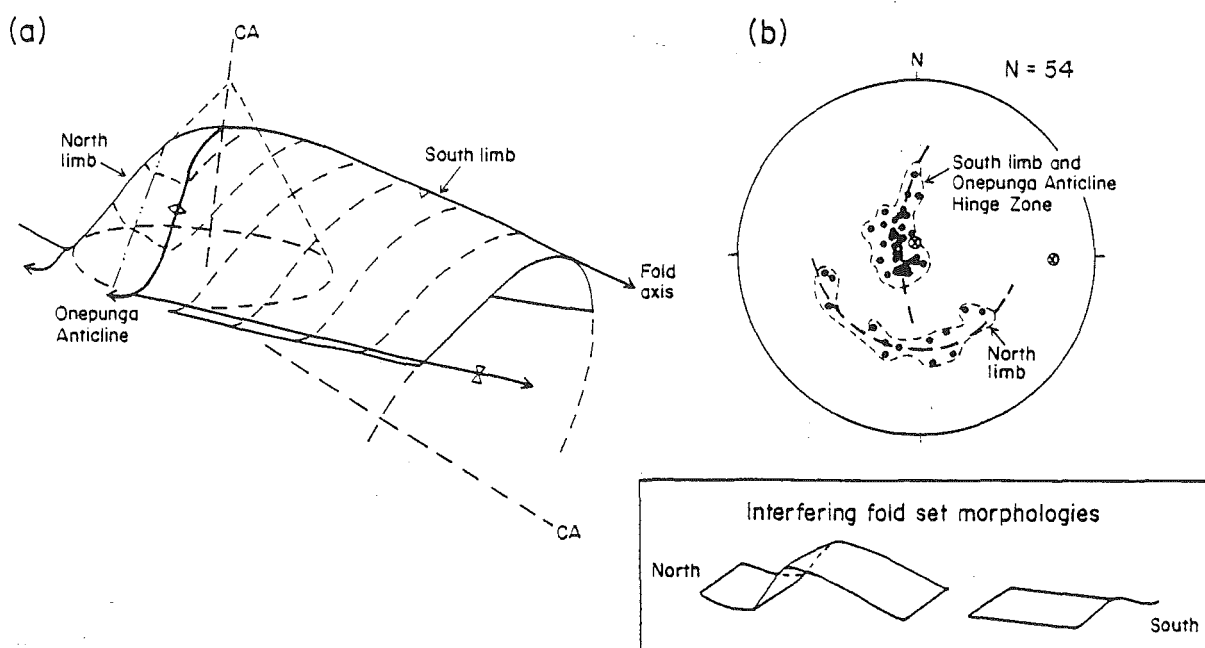 (a)
CA
North
limb
South limb
Fold
axis
Onepunga
Anticline
CA
(b)
N
N = 54
South limb and
Onepunga Anticline
Hinge Zone
North
limb
Interfering fold set morphologies
North
South